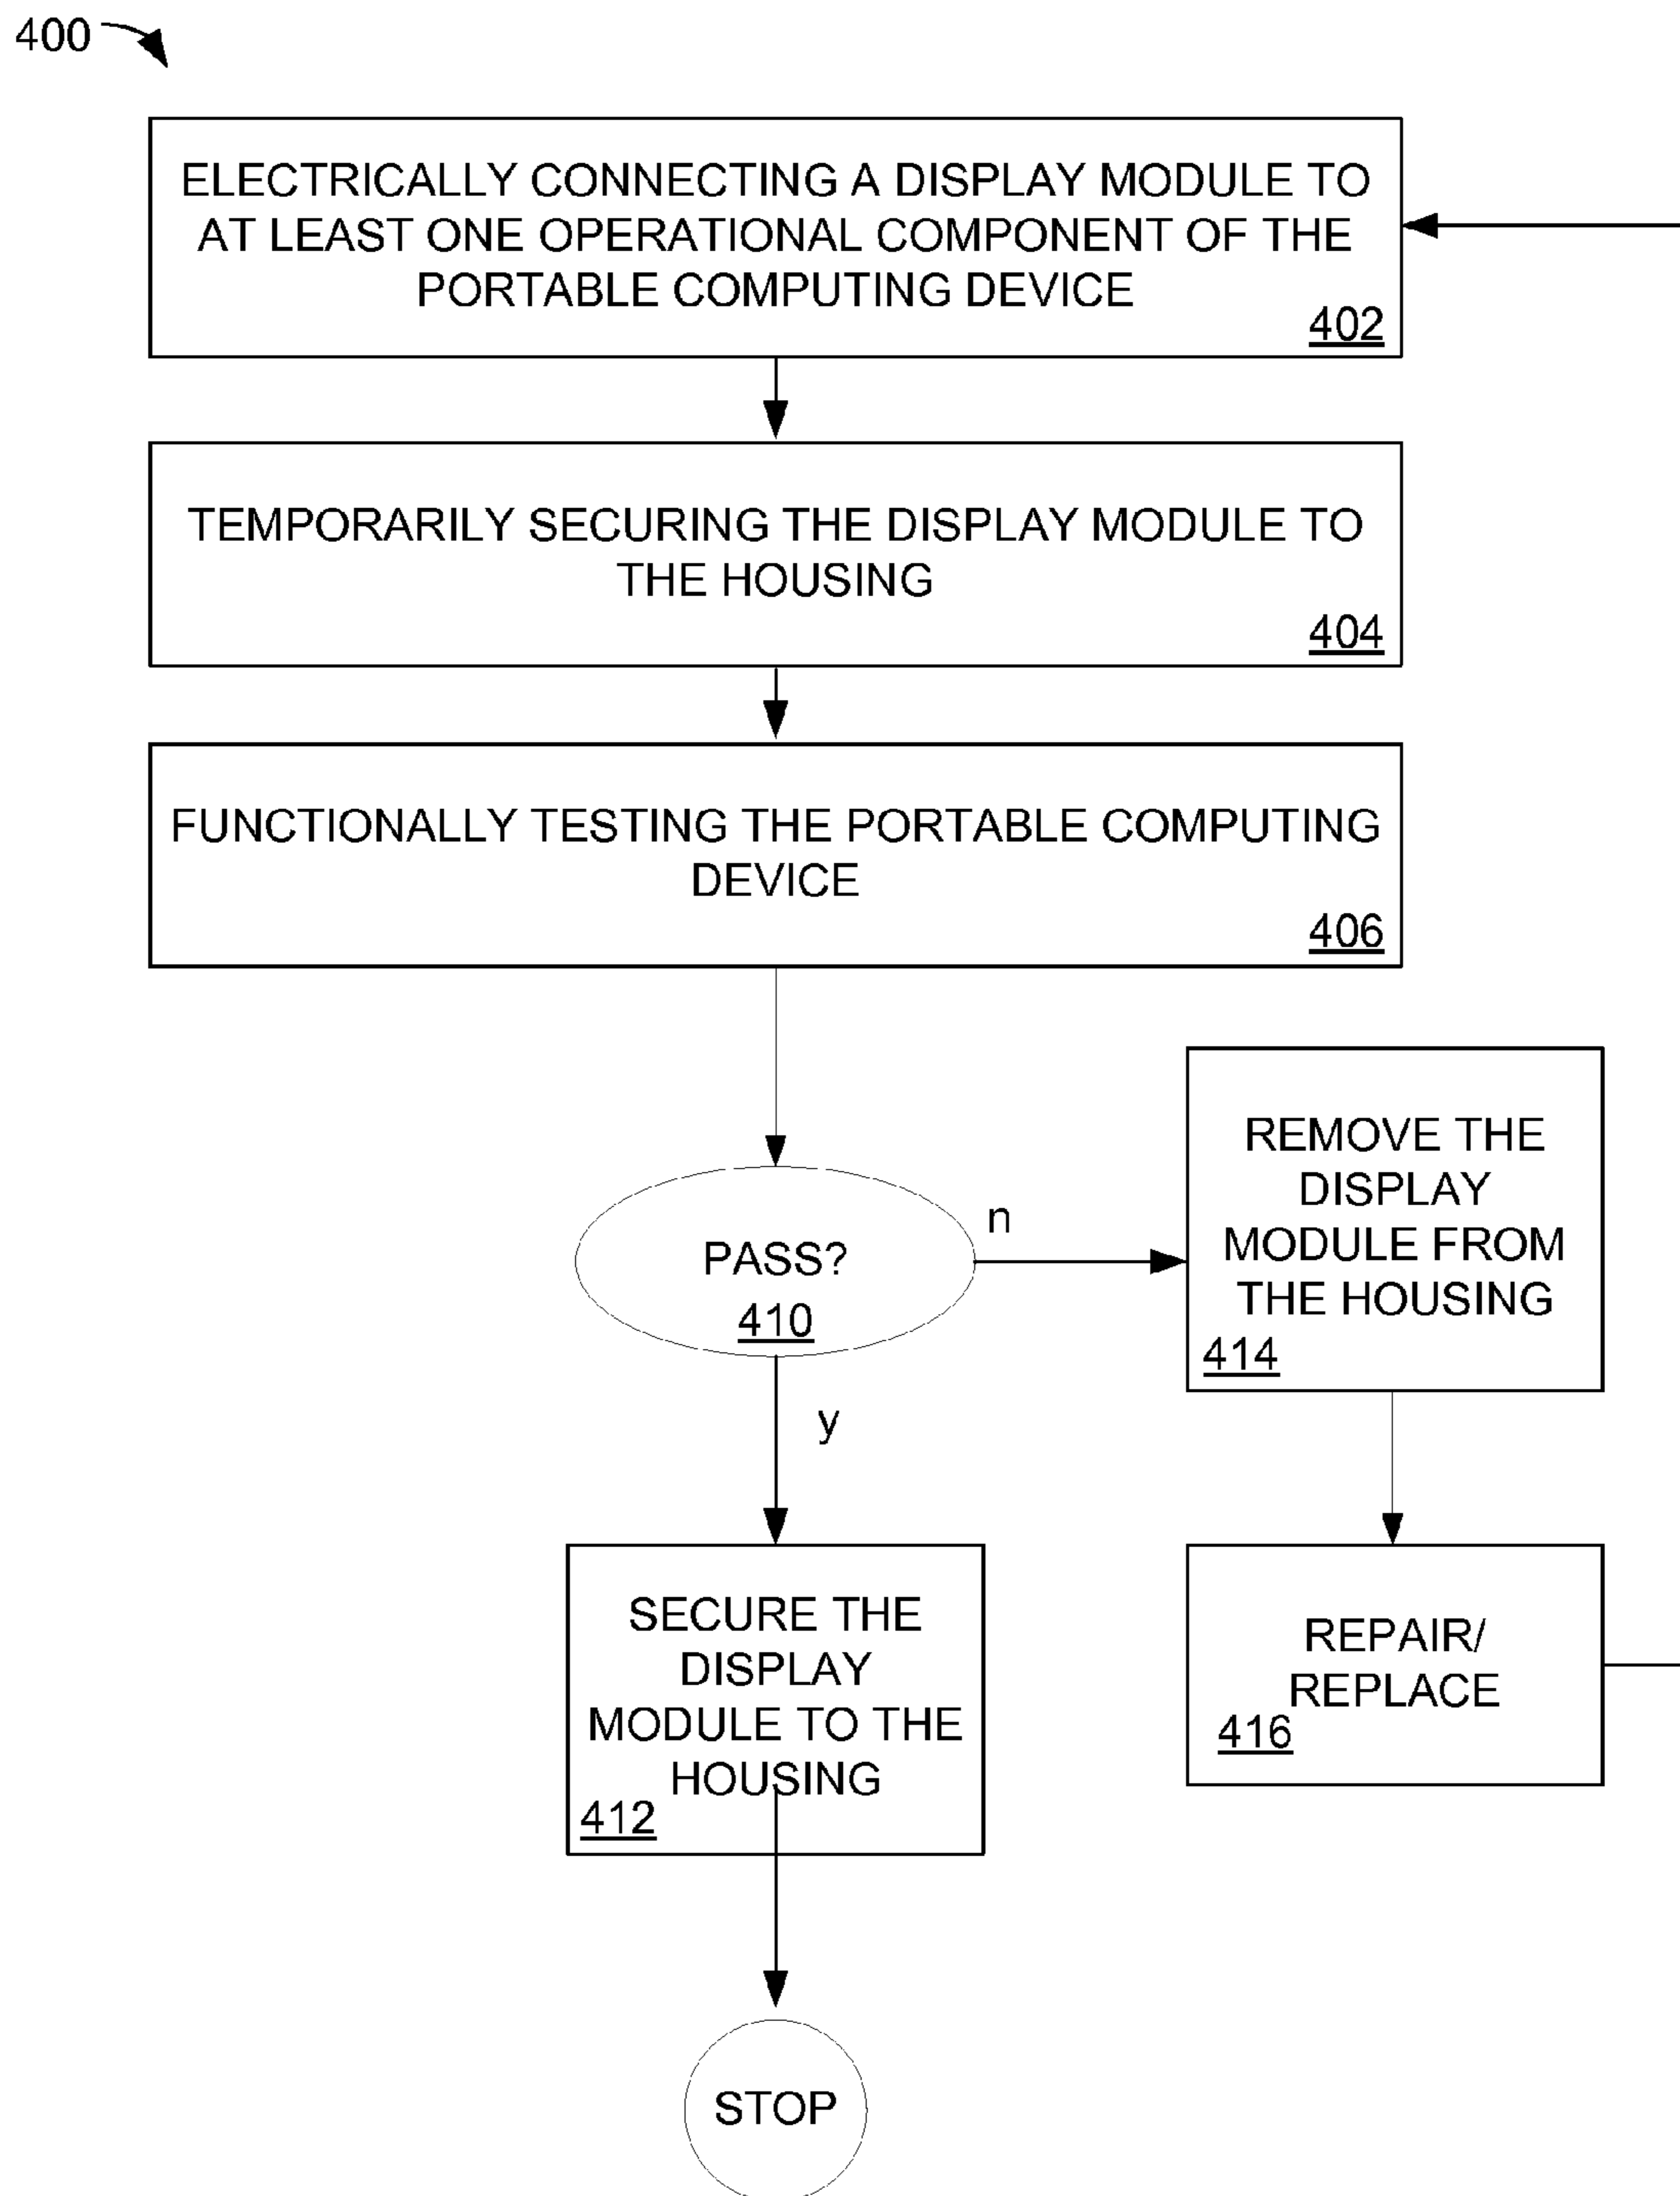 400
ELECTRICALLY CONNECTING A DISPLAY MODULE TO
AT LEAST ONE OPERATIONAL COMPONENT OF THE
PORTABLE COMPUTING DEVICE
402
TEMPORARILY SECURING THE DISPLAY MODULE TO
THE HOUSING
404
FUNCTIONALLY TESTING THE PORTABLE COMPUTING
DEVICE
406
PASS?
410
n
REMOVE THE
DISPLAY
MODULE FROM
THE HOUSING
414
y
SECURE THE
DISPLAY
MODULE TO THE
HOUSING
412
REPAIR/
REPLACE
416
STOP